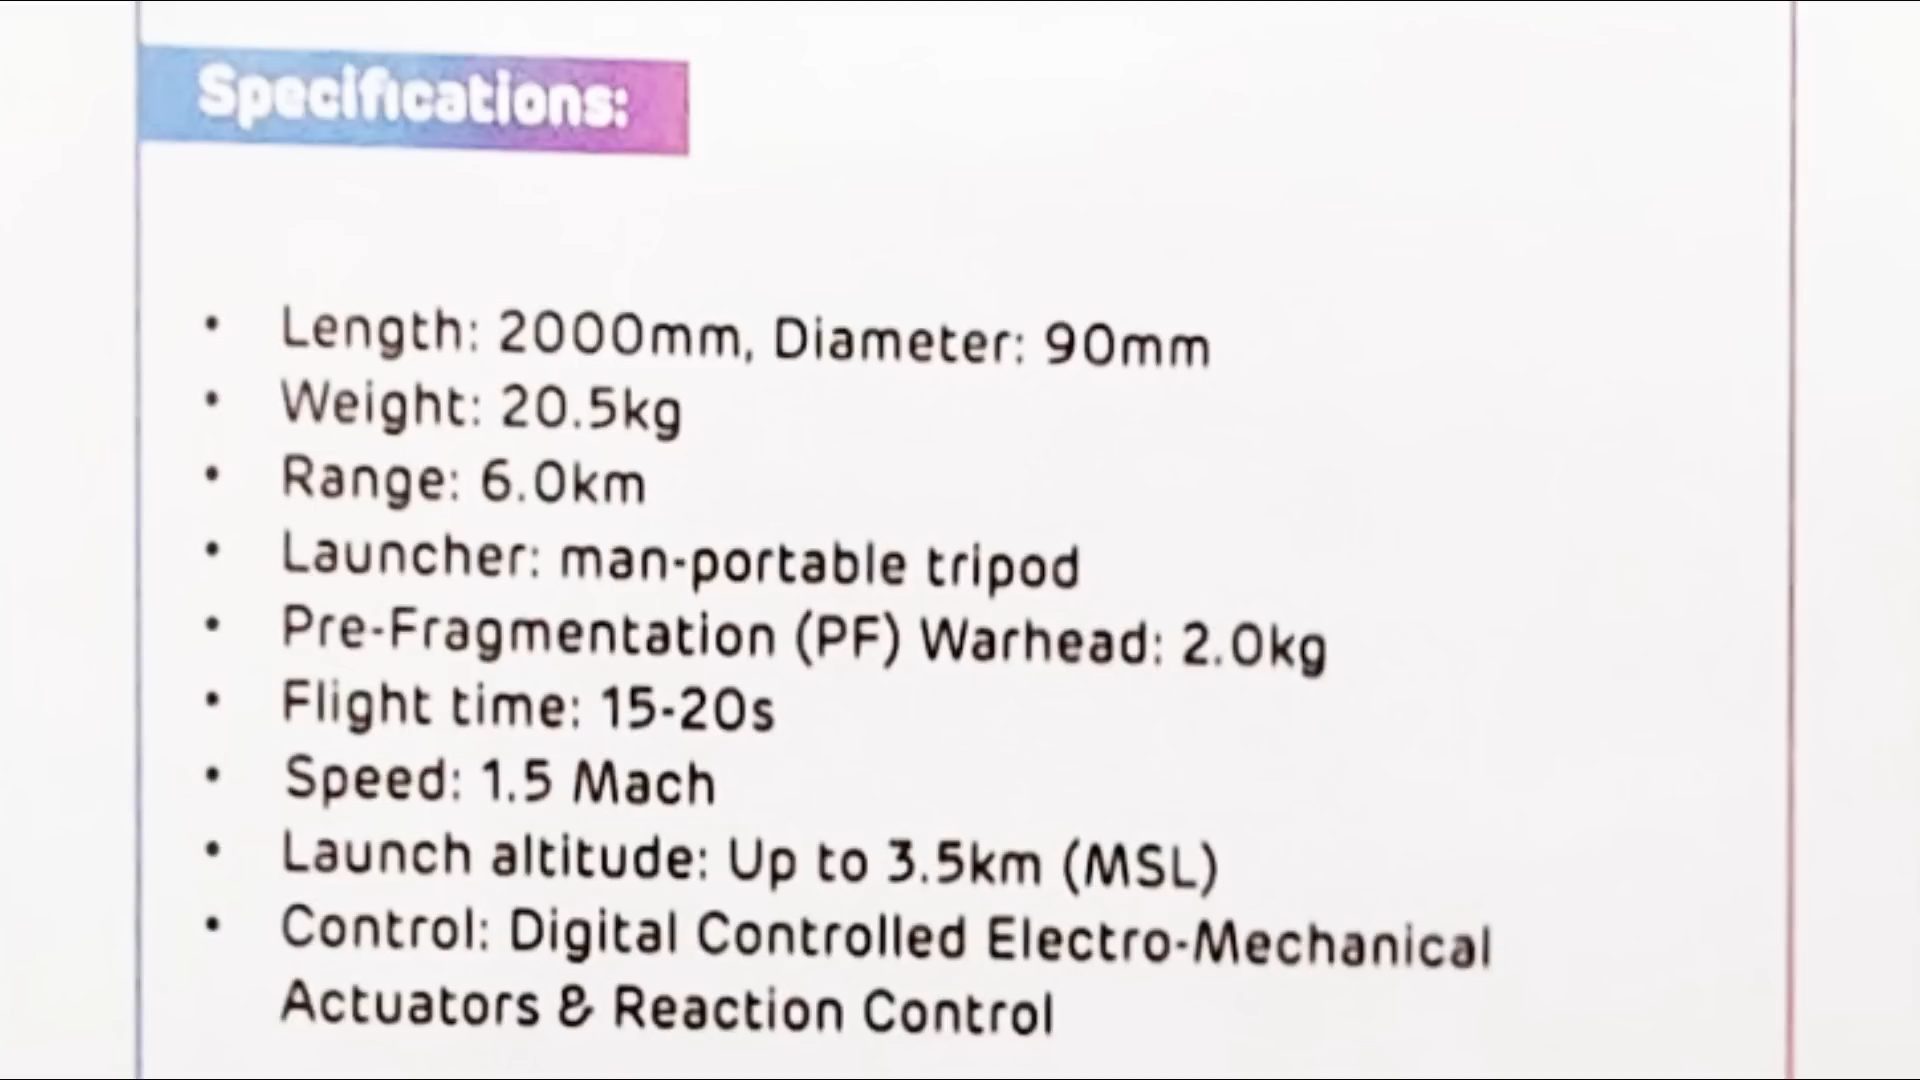 Specifications:
• Length: 2000mm, Diameter: 90mm
• Weight: 20.5kg
• Range: 6.0km
• Launcher: man-portable tripod
• Pre-Fragmentation (PF) Warhead: 2.0kg
• Flight time: 15-20s
• Speed: 1.5 Mach
• Launch altitude: Up to 3.5km (MSL)
• Control: Digital Controlled Electro-Mechanical
Actuators & Reaction Control